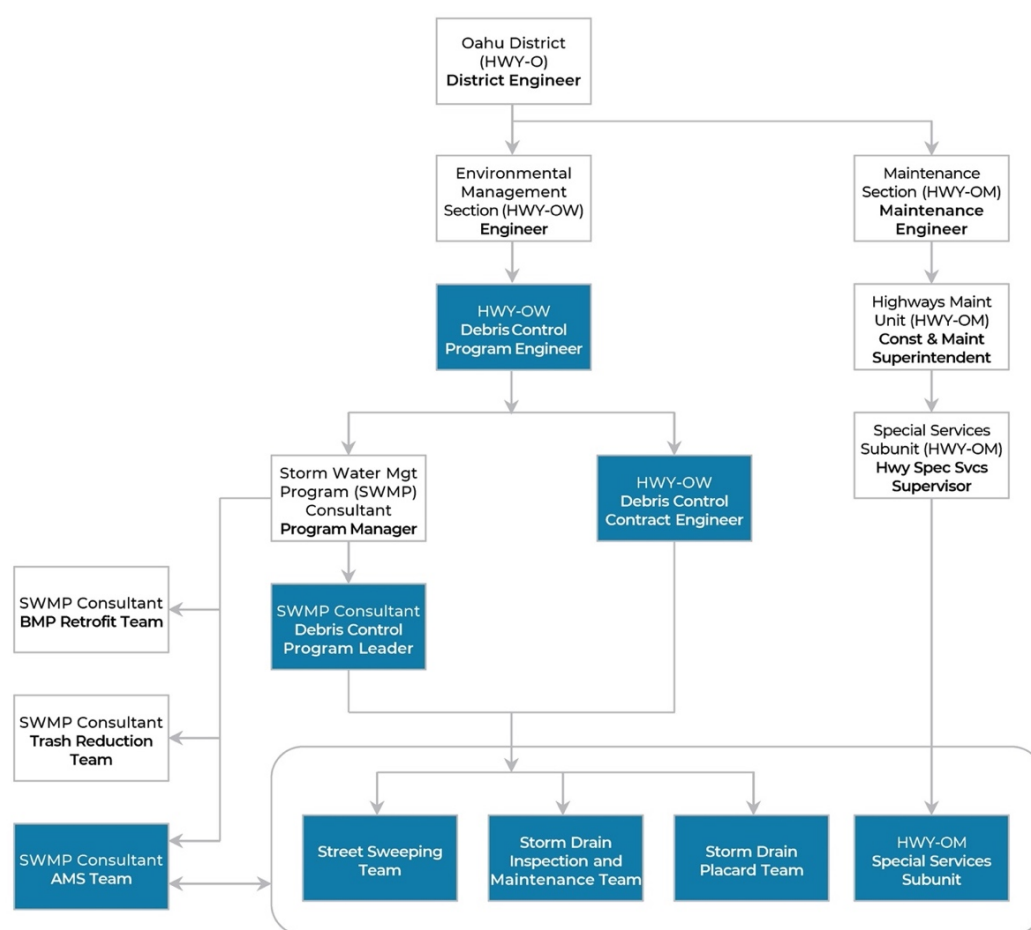 Oahu District
(HWY-O)
District Engineer
Environmental
Management
Section (HWY-OW)
Engineer
Maintenance
Section (HWY-OM)
Maintenance
Engineer
HWY-OW
Debris Control
Program Engineer
Highways Maint
Unit (HWY-OM)
Const & Maint
Superintendent
Storm Water Mgt
Program (SWMP)
Consultant
Program Manager
HWY-OW
Debris Control
Contract Engineer
Special Services
Subunit (HWY-OM)
Hwy Spec Svcs
Supervisor
SWMP Consultant
BMP Retrofit Team
SWMP Consultant
Debris Control
Program Leader
SWMP Consultant
Trash Reduction
Team
SWMP Consultant
AMS Team
Street Sweeping
Team
Storm Drain
Inspection and
Maintenance Team
Storm Drain
Placard Team
HWY-OM
Special Services
Subunit